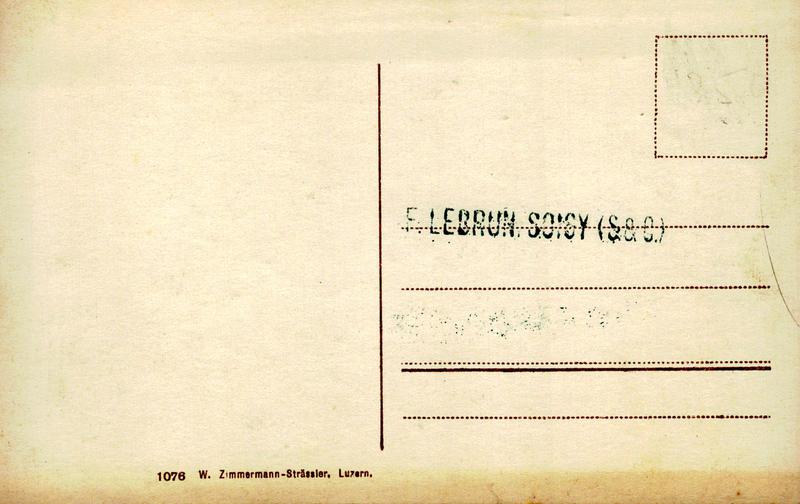 F. LEBRUN. SOISY (S&O.)
1076 W. Zimmermann-Strässler, Luzern.